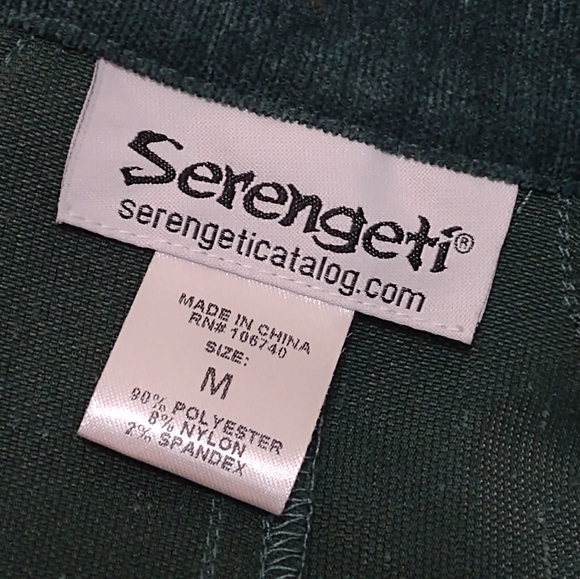 Serengeti®
serengeticatalog.com
MADE IN CHINA
RN# 106740
SIZE:
M
90% POLYESTER
8% NYLON
2% SPANDEX